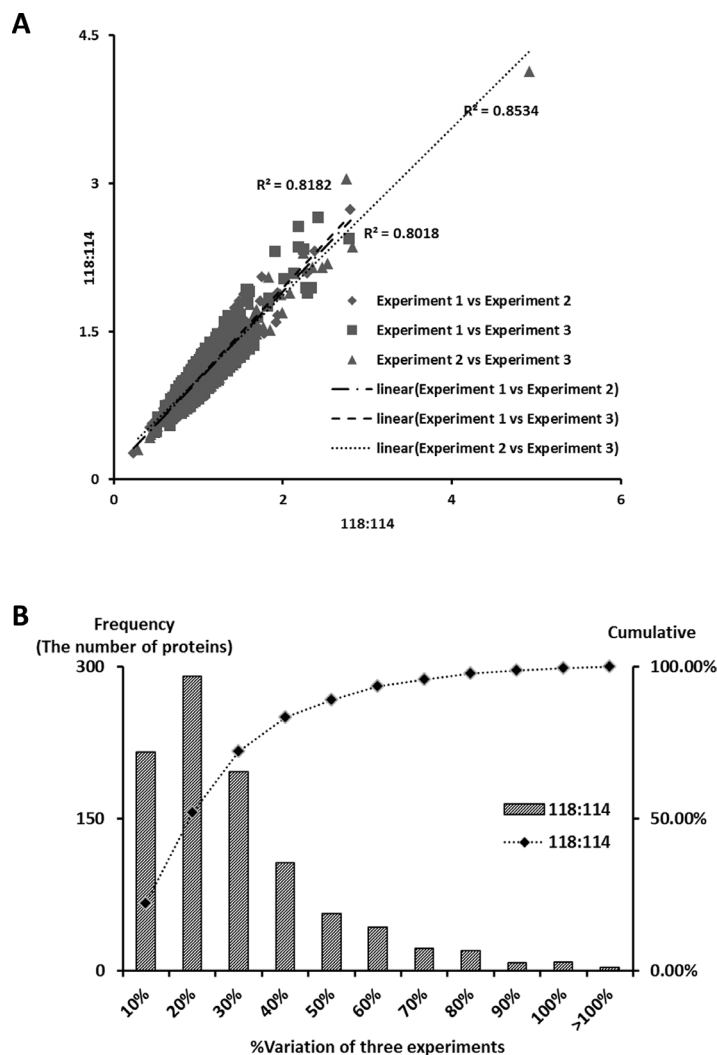 A
4.5
3
1.5
0
118:114
R² = 0.8534
R² = 0.8182
R² = 0.8018
Experiment 1 vs Experiment 2
Experiment 1 vs Experiment 3
Experiment 2 vs Experiment 3
linear(Experiment 1 vs Experiment 2)
linear(Experiment 1 vs Experiment 3)
linear(Experiment 2 vs Experiment 3)
0 2 4 6
118:114
B
Frequency
(The number of proteins)
Cumulative
300
150
0
100.00%
50.00%
0.00%
118:114
118:114
10% 20% 30% 40% 50% 60% 70% 80% 90% 100% >100%
%Variation of three experiments